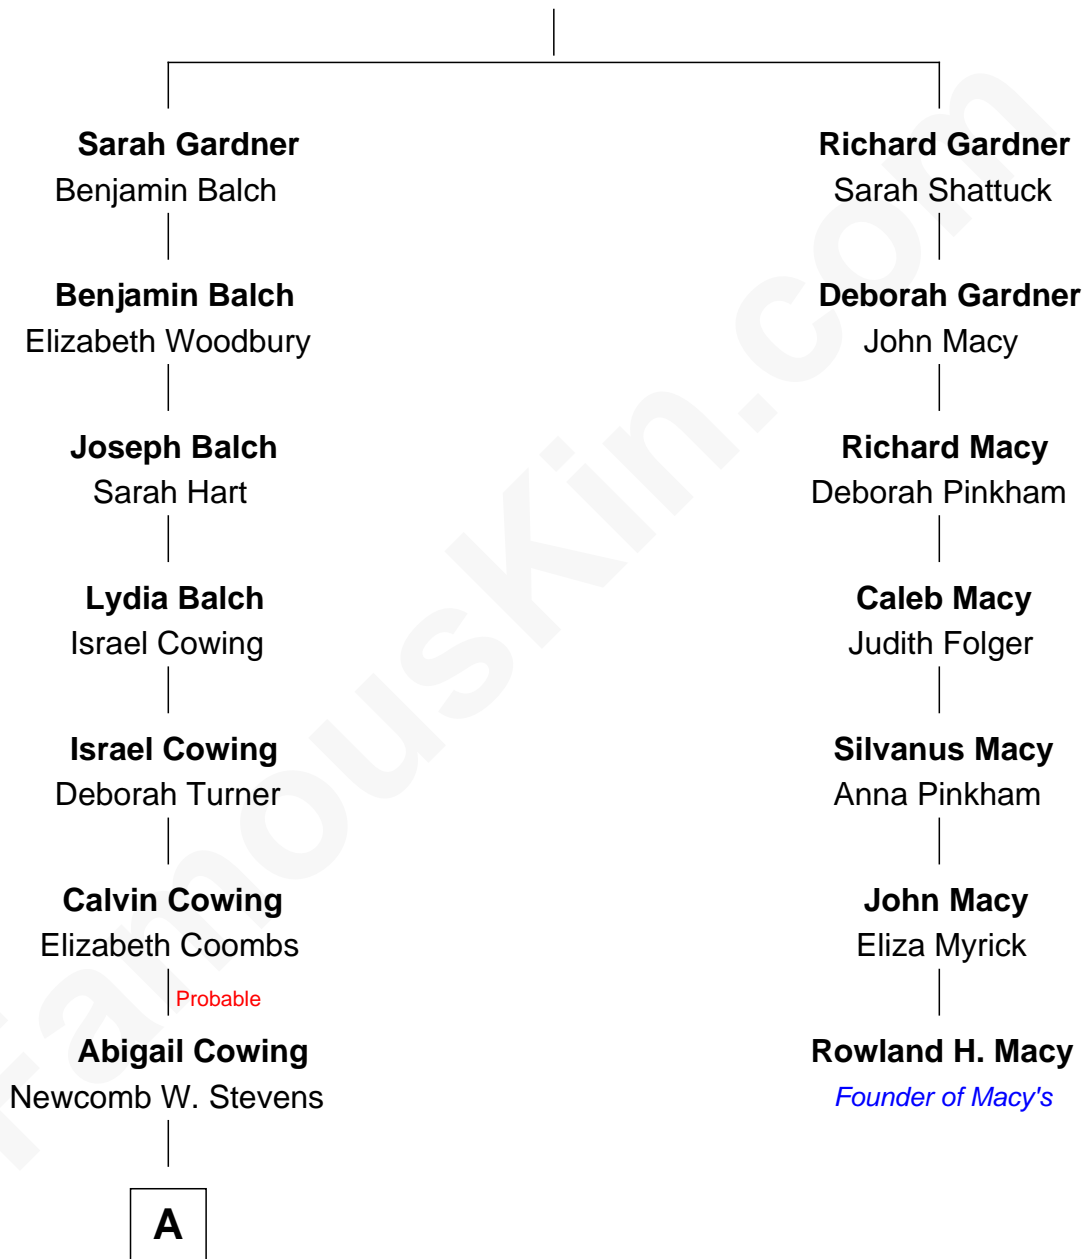 Sarah Gardner
Benjamin Balch
Richard Gardner
Sarah Shattuck
Benjamin Balch
Elizabeth Woodbury
Deborah Gardner
John Macy
Joseph Balch
Sarah Hart
Richard Macy
Deborah Pinkham
Lydia Balch
Israel Cowing
Caleb Macy
Judith Folger
Israel Cowing
Deborah Turner
Silvanus Macy
Anna Pinkham
Calvin Cowing
Elizabeth Coombs
John Macy
Eliza Myrick
Probable
Abigail Cowing
Newcomb W. Stevens
Rowland H. Macy
Founder of Macy's
A
FamousKin.com